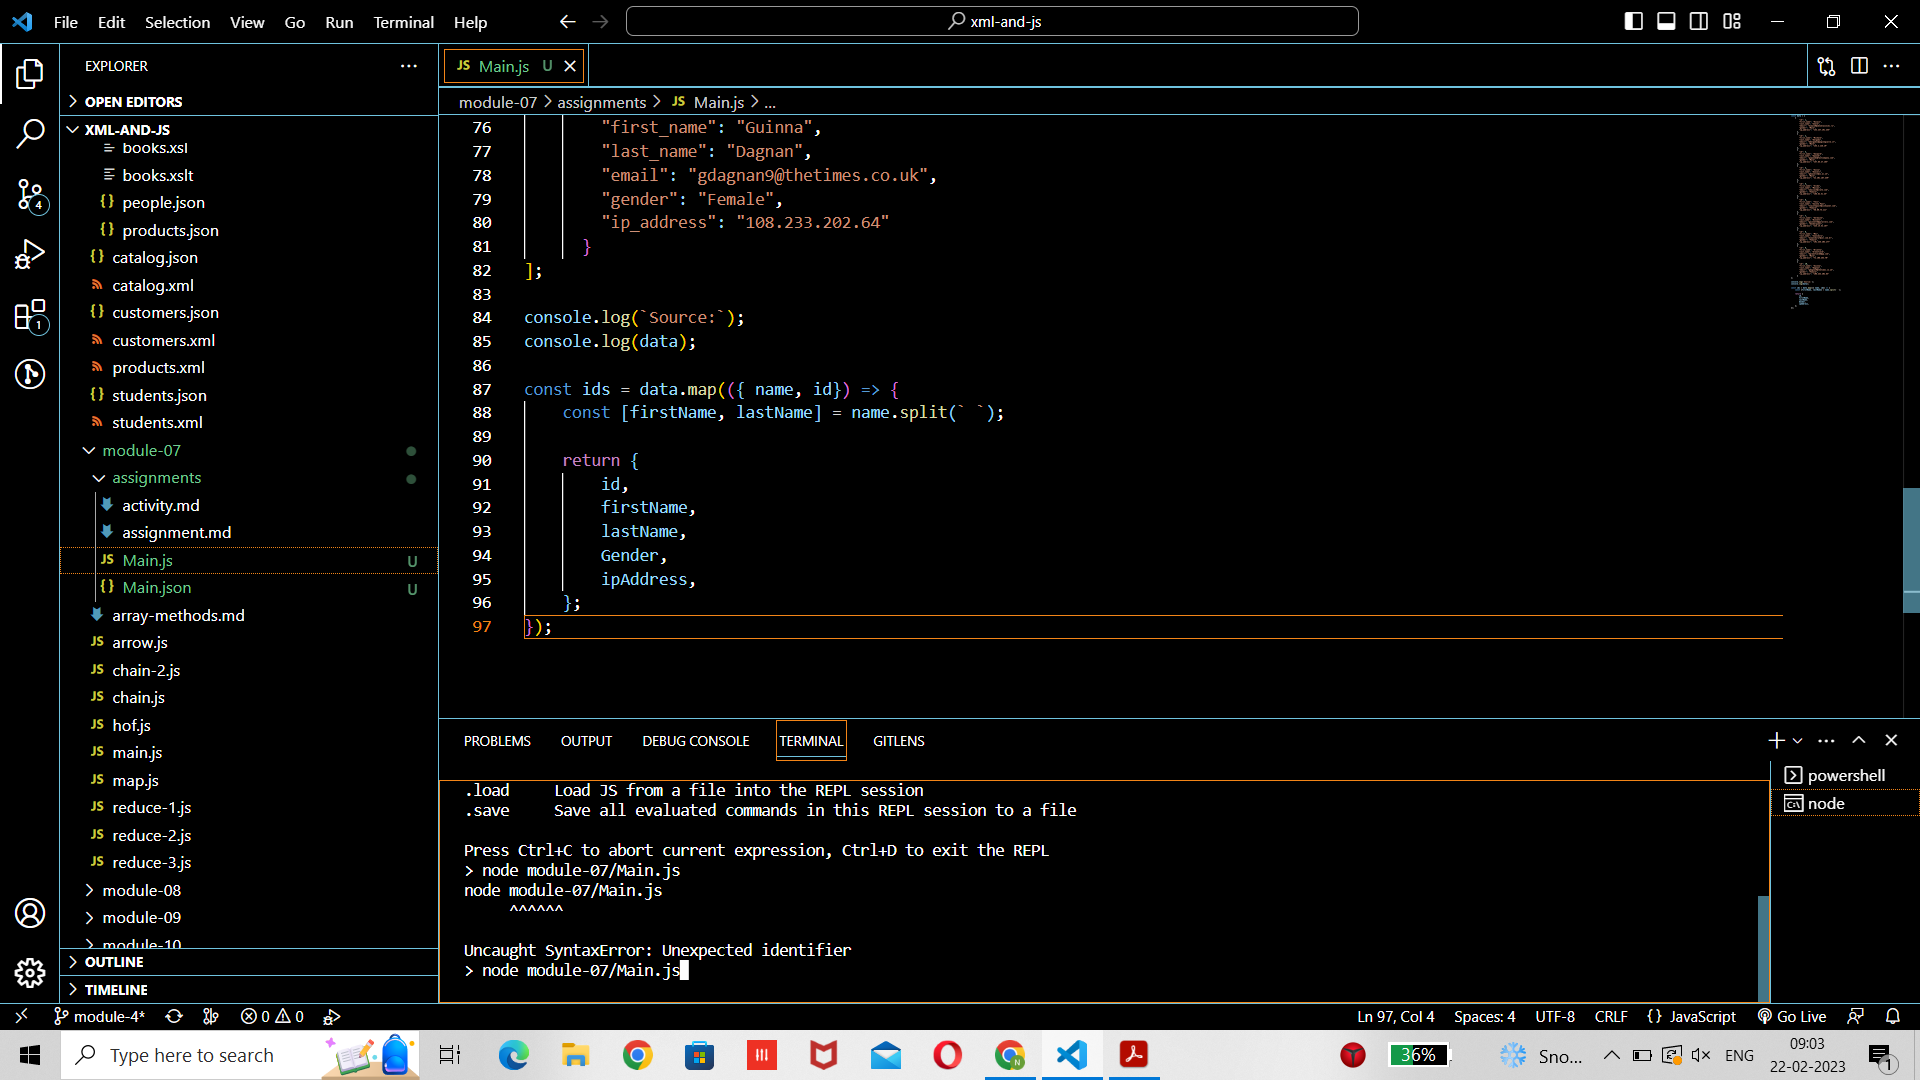 File Edit Selection View Go Run Terminal Help
xml-and-js
EXPLORER
OPEN EDITORS
XML-AND-JS
books.xsl
books.xslt
people.json
products.json
catalog.json
catalog.xml
customers.json
customers.xml
products.xml
students.json
students.xml
module-07
assignments
activity.md
assignment.md
Main.js U
Main.json U
array-methods.md
arrow.js
chain-2.js
chain.js
hof.js
main.js
map.js
reduce-1.js
reduce-2.js
reduce-3.js
module-08
module-09
module-10
OUTLINE
TIMELINE
4
1
JS Main.js U
module-07 > assignments > JS Main.js > ...
76 "first_name": "Guinna",
77 "last_name": "Dagnan",
78 "email": "gdagnan9@thetimes.co.uk",
79 "gender": "Female",
80 "ip_address": "108.233.202.64"
81 }
82 ];
83
84 console.log(`Source:`);
85 console.log(data);
86
87 const ids = data.map(({ name, id}) => {
88 const [firstName, lastName] = name.split(` `);
89
90 return {
91 id,
92 firstName,
93 lastName,
94 Gender,
95 ipAddress,
96 };
97 });
PROBLEMS OUTPUT DEBUG CONSOLE TERMINAL GITLENS
.load Load JS from a file into the REPL session
.save Save all evaluated commands in this REPL session to a file
Press Ctrl+C to abort current expression, Ctrl+D to exit the REPL
> node module-07/Main.js
node module-07/Main.js
^^^^^^
Uncaught SyntaxError: Unexpected identifier
> node module-07/Main.js
powershell
node
module-4* 0 0
Ln 97, Col 4 Spaces: 4 UTF-8 CRLF {} JavaScript Go Live
Type here to search
36% Sno... ENG
09:03
22-02-2023
1